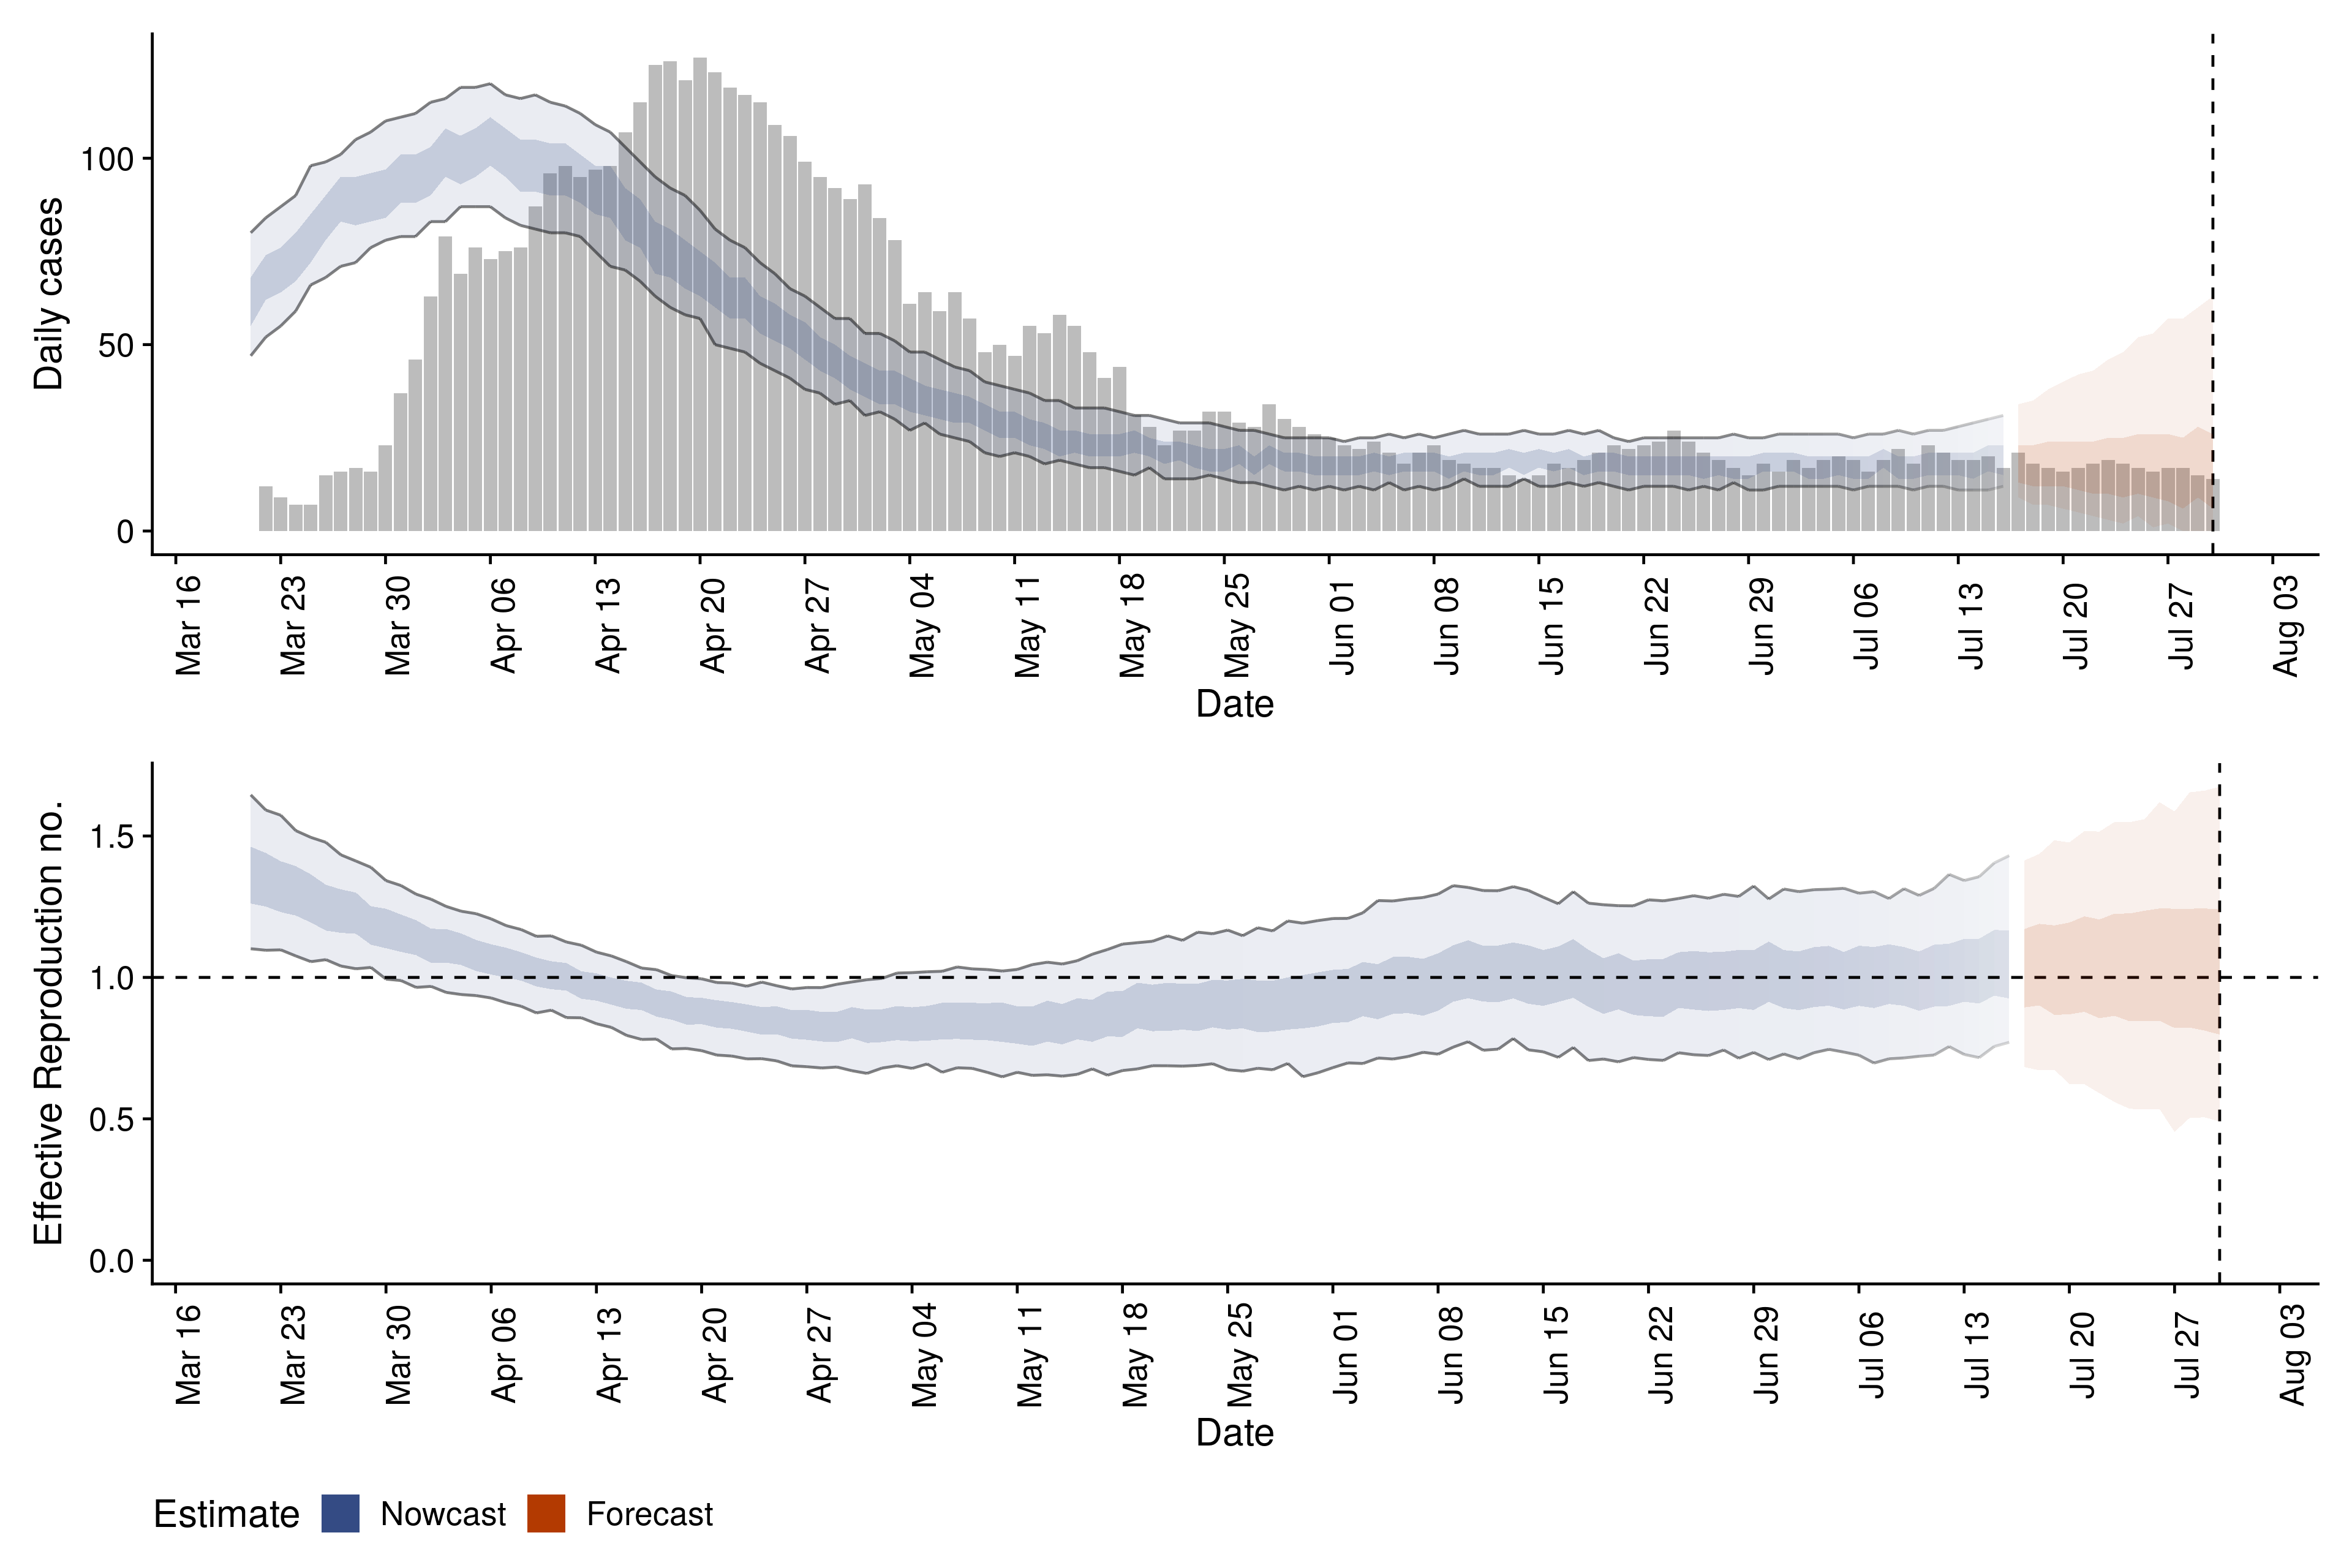 Daily cases
100
50
0
Mar 16
Mar 23
Mar 30
Apr 06
Apr 13
Apr 20
Apr 27
May 04
May 11
May 18
May 25
Jun 01
Jun 08
Jun 15
Jun 22
Jun 29
Jul 06
Jul 13
Jul 20
Jul 27
Aug 03
Date
Effective Reproduction no.
1.5
1.0
0.5
0.0
Mar 16
Mar 23
Mar 30
Apr 06
Apr 13
Apr 20
Apr 27
May 04
May 11
May 18
May 25
Jun 01
Jun 08
Jun 15
Jun 22
Jun 29
Jul 06
Jul 13
Jul 20
Jul 27
Aug 03
Date
Estimate Nowcast Forecast